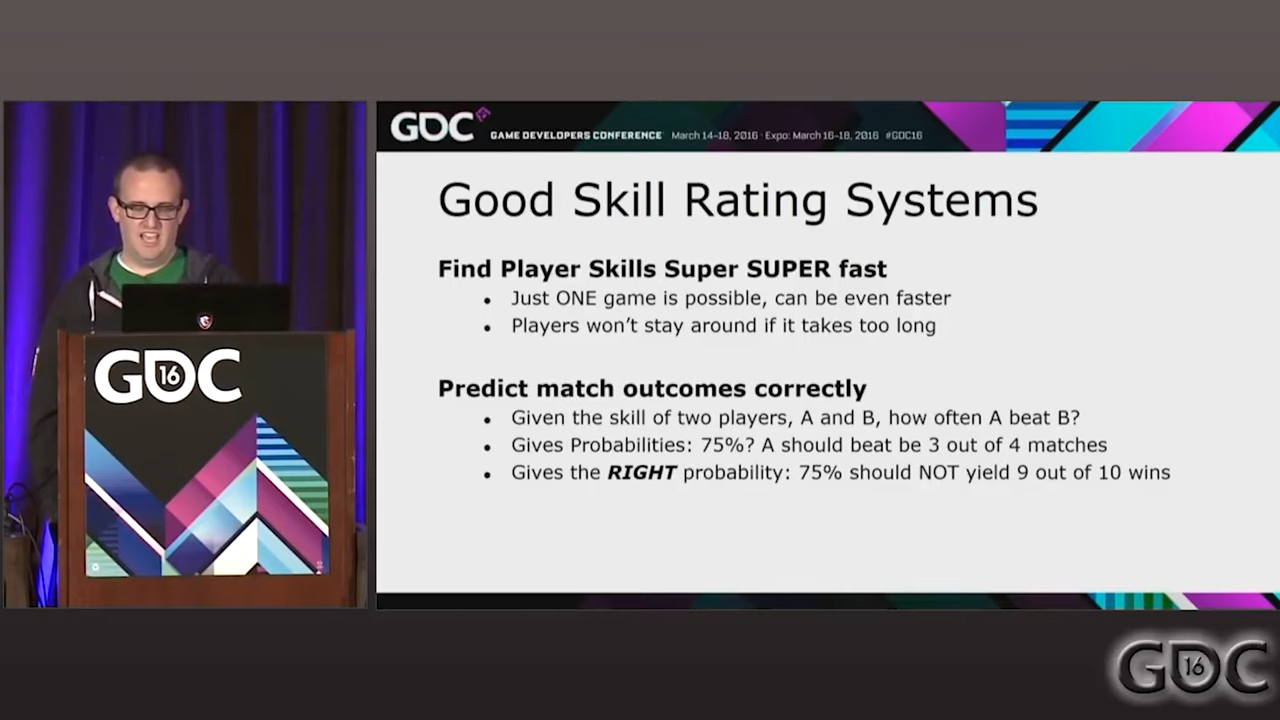 GDC
GAME DEVELOPERS CONFERENCE March 14-18, 2016 · Expo: March 16-18, 2016 #GDC16
Good Skill Rating Systems
Find Player Skills Super SUPER fast
• Just ONE game is possible, can be even faster
• Players won't stay around if it takes too long
Predict match outcomes correctly
• Given the skill of two players, A and B, how often A beat B?
• Gives Probabilities: 75%? A should beat be 3 out of 4 matches
• Gives the RIGHT probability: 75% should NOT yield 9 out of 10 wins
GDC 16
GDC 16